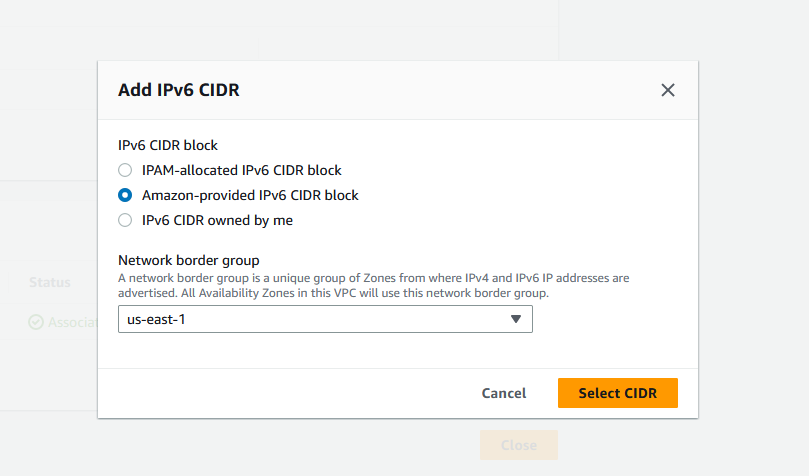 Add IPv6 CIDR
IPv6 CIDR block
IPAM-allocated IPv6 CIDR block
Amazon-provided IPv6 CIDR block
IPv6 CIDR owned by me
Network border group
A network border group is a unique group of Zones from where IPv4 and IPv6 IP addresses are
advertised. All Availability Zones in this VPC will use this network border group.
Status
Associat
us-east-1
Cancel
Select CIDR
Close